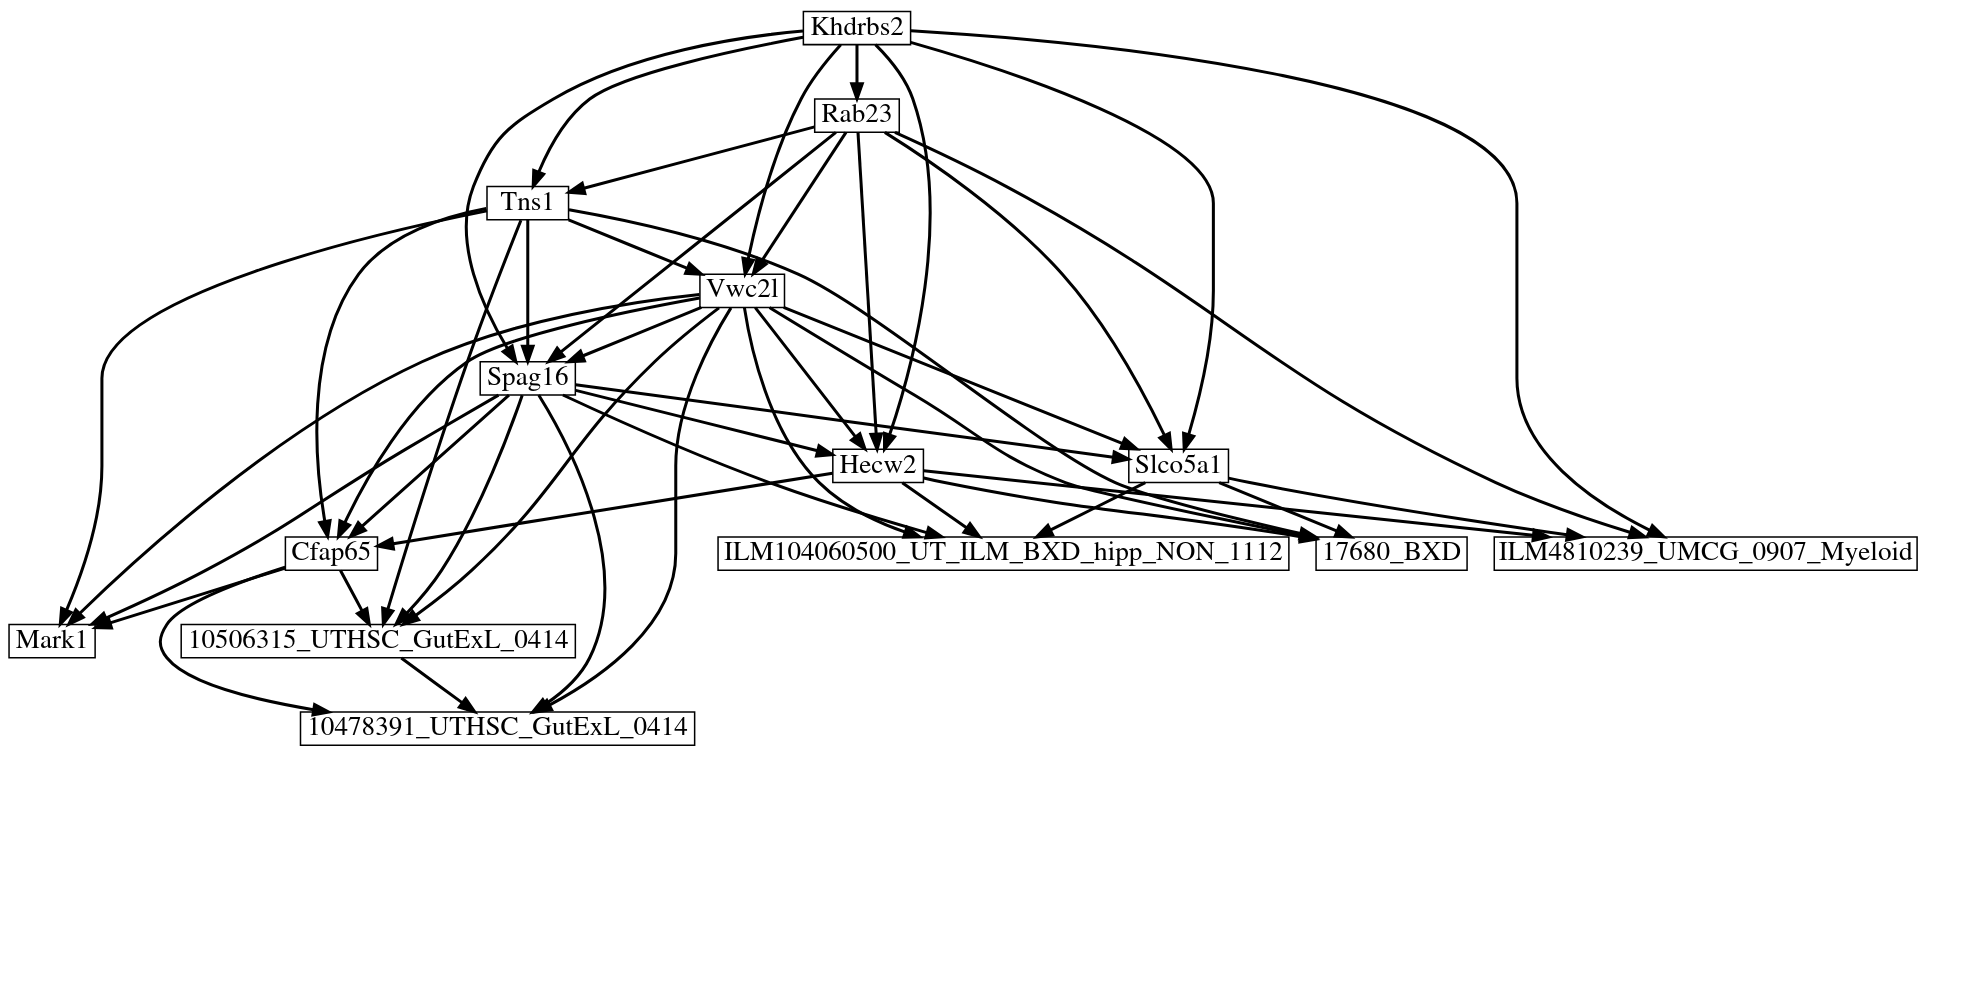 Khdrbs2
Rab23
Tns1
Vwc2l
Spag16
Hecw2
Slco5a1
Cfap65
ILM104060500_UT_ILM_BXD_hipp_NON_1112
17680_BXD
ILM4810239_UMCG_0907_Myeloid
Mark1
10506315_UTHSC_GutExL_0414
10478391_UTHSC_GutExL_0414